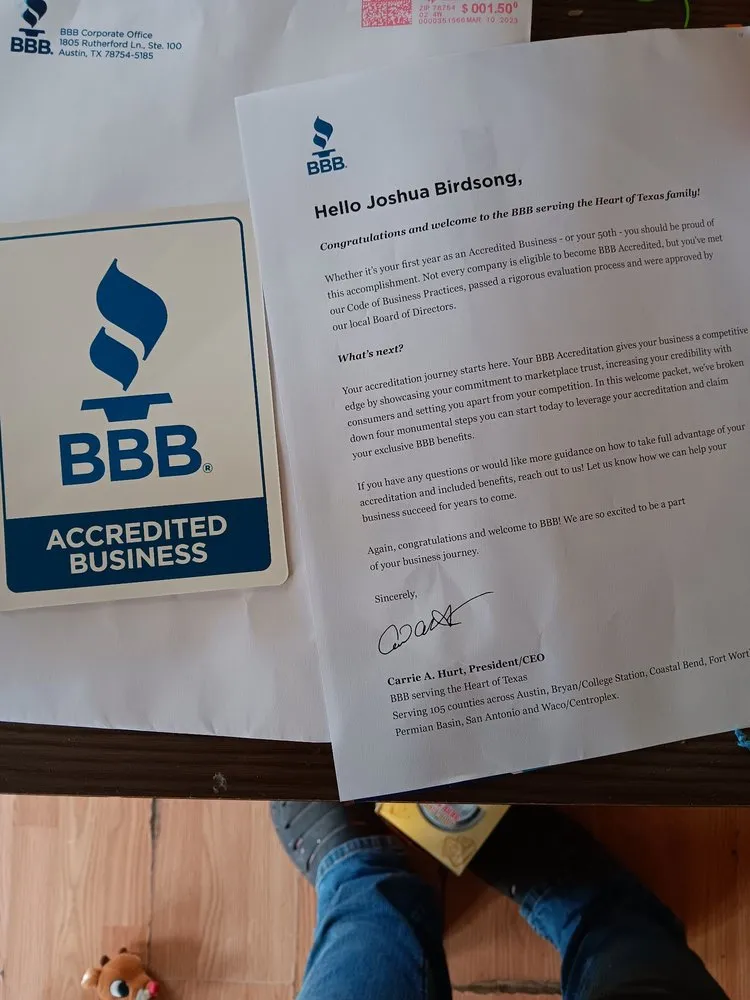 BBB.
BBB Corporate Office
1805 Rutherford Ln., Ste. 100
Austin, TX 78754-5185
ZIP 78754 $ 001.50⁰
02 4W
0000351566 MAR 10 2023
BBB®
ACCREDITED
BUSINESS
BBB.
Hello Joshua Birdsong,
Congratulations and welcome to the BBB serving the Heart of Texas family!
Whether it's your first year as an Accredited Business - or your 50th - you should be proud of
this accomplishment. Not every company is eligible to become BBB Accredited, but you've met
our Code of Business Practices, passed a rigorous evaluation process and were approved by
our local Board of Directors.
What's next?
Your accreditation journey starts here. Your BBB Accreditation gives your business a competitive
edge by showcasing your commitment to marketplace trust, increasing your credibility with
consumers and setting you apart from your competition. In this welcome packet, we've broken
down four monumental steps you can start today to leverage your accreditation and claim
your exclusive BBB benefits.
If you have any questions or would like more guidance on how to take full advantage of your
accreditation and included benefits, reach out to us! Let us know how we can help your
business succeed for years to come.
Again, congratulations and welcome to BBB! We are so excited to be a part
of your business journey.
Sincerely,
Carrie A. Hurt, President/CEO
BBB serving the Heart of Texas
Serving 105 counties across Austin, Bryan/College Station, Coastal Bend, Fort Wort
Permian Basin, San Antonio and Waco/Centroplex.